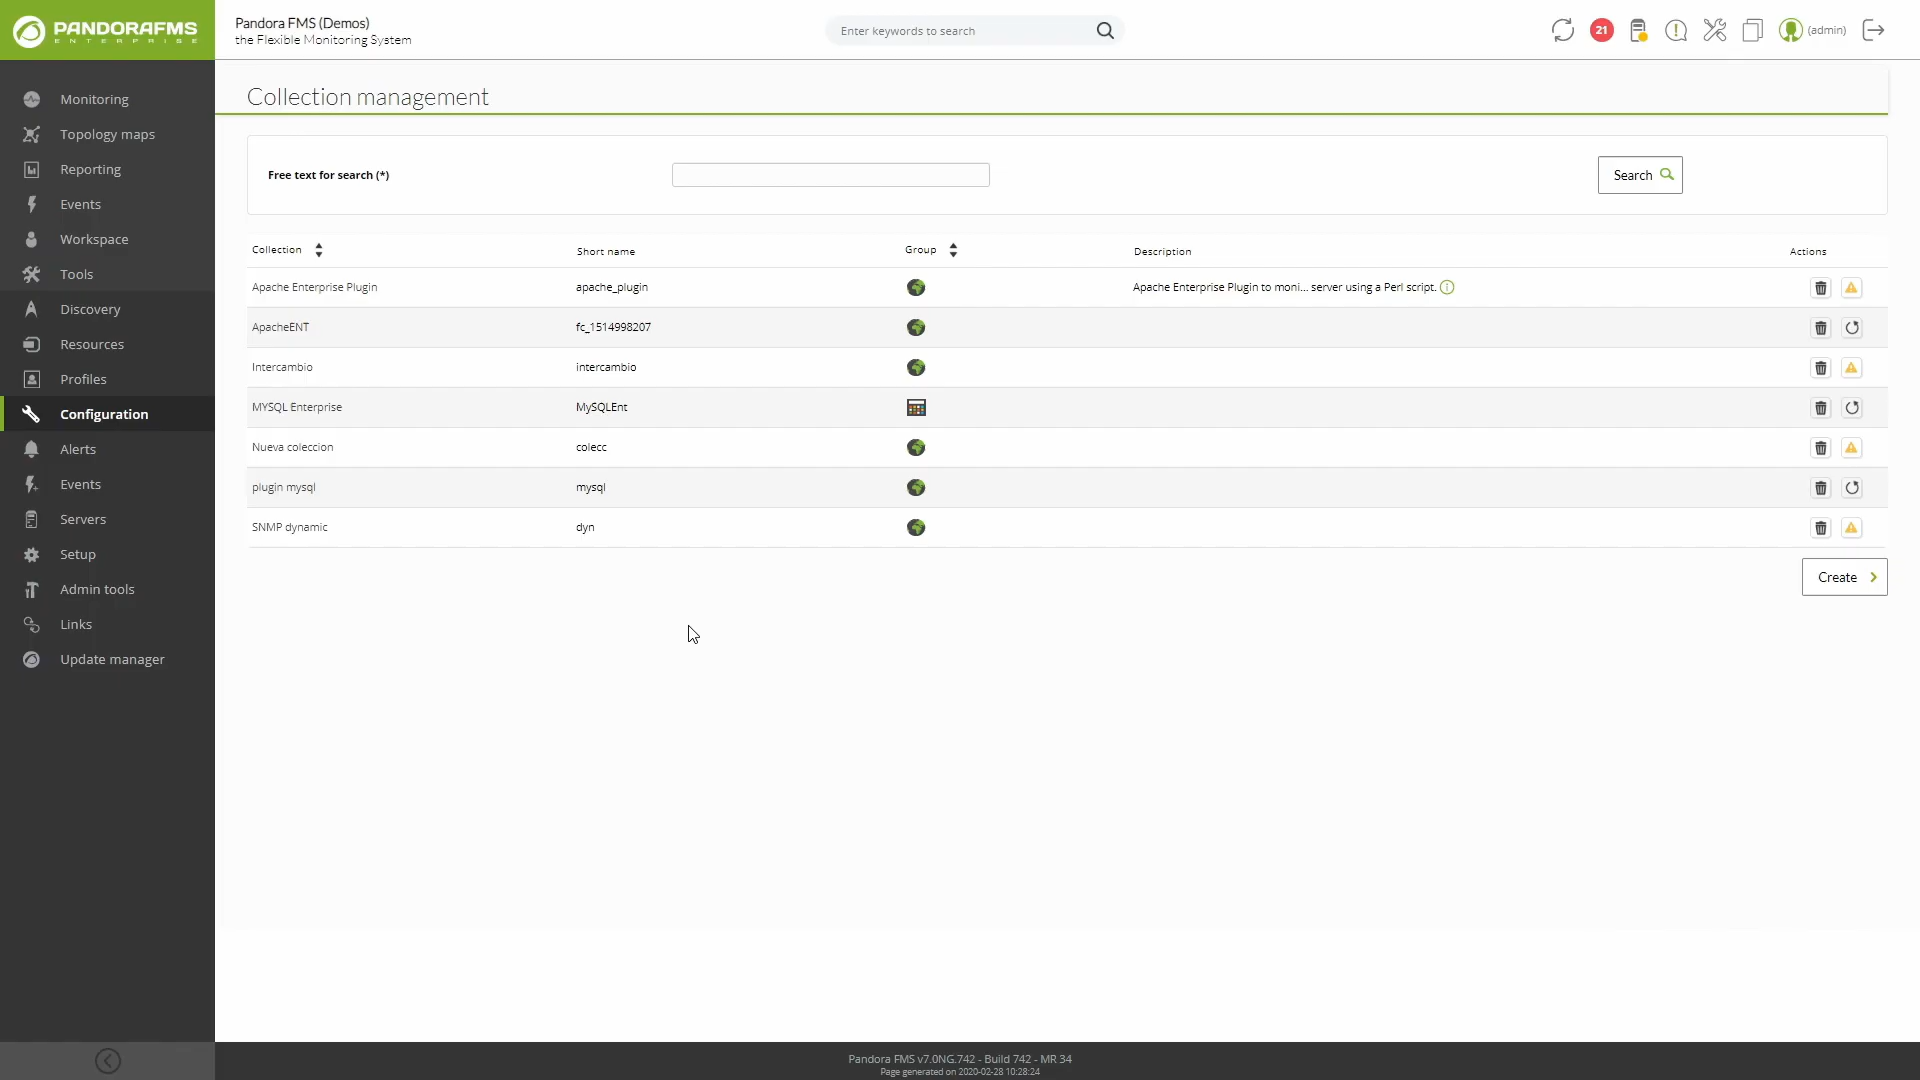 PANDORAFMS
ENTERPRISE
Pandora FMS (Demos)
the Flexible Monitoring System
Enter keywords to search
21
(admin)
Monitoring
Topology maps
Reporting
Events
Workspace
Tools
Discovery
Resources
Profiles
Configuration
Alerts
Events
Servers
Setup
Admin tools
Links
Update manager
Collection management
Free text for search (*)
Search
Collection Short name Group Description Actions
Apache Enterprise Plugin apache_plugin Apache Enterprise Plugin to moni... server using a Perl script.
ApacheENT fc_1514998207
Intercambio intercambio
MYSQL Enterprise MySQLEnt
Nueva coleccion colecc
plugin mysql mysql
SNMP dynamic dyn
Create
Pandora FMS v7.0NG.742 - Build 742 - MR 34
Page generated on 2020-02-28 10:28:24